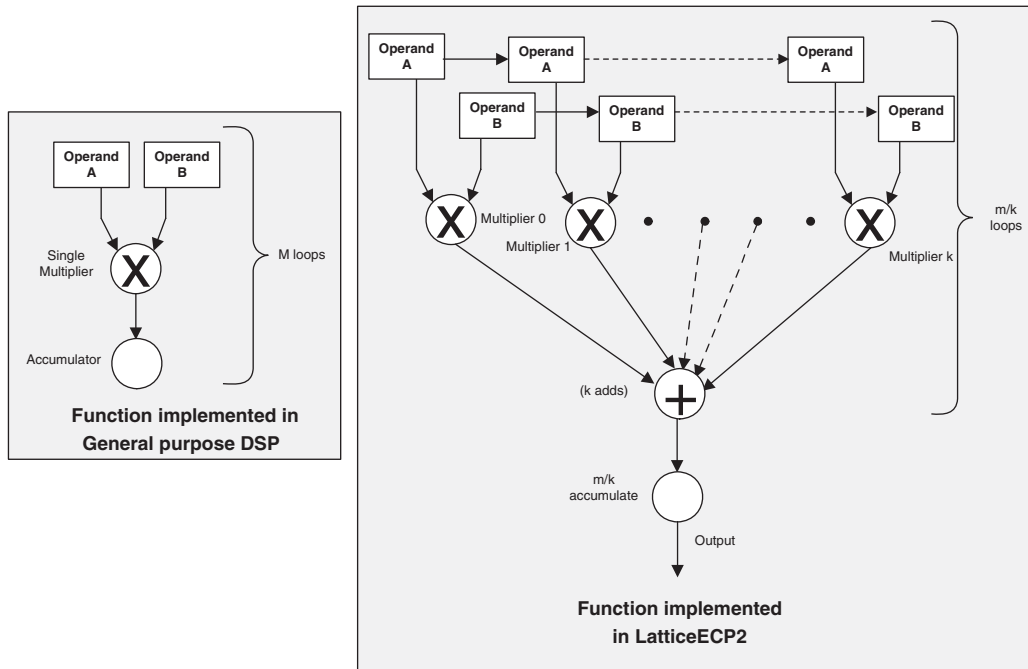 Operand
A
Operand
B
Single
Multiplier
X
M loops
Accumulator
Function implemented in
General purpose DSP
Operand
A
Operand
A
Operand
A
Operand
B
Operand
B
Operand
B
X
Multiplier 0
X
Multiplier 1
X
Multiplier k
m/k
loops
(k adds)
+
m/k
accumulate
Output
Function implemented
in LatticeECP2